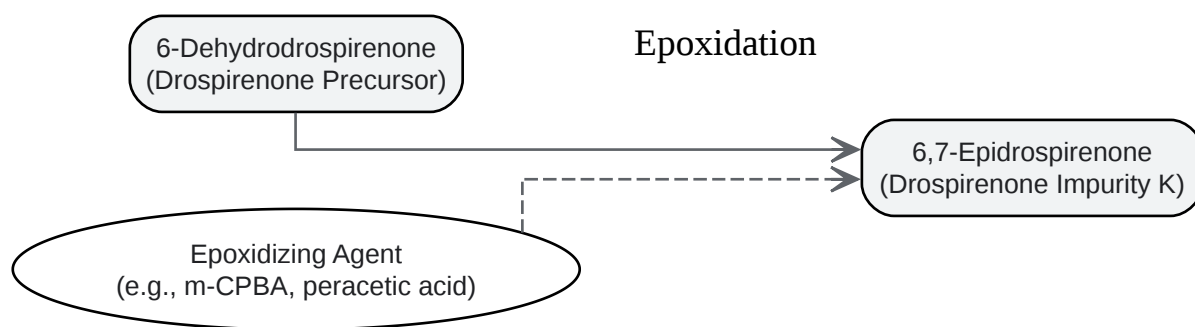 6-Dehydrodrospirenone
(Drospirenone Precursor)
Epoxidation
6,7-Epidrospirenone
(Drospirenone Impurity K)
Epoxidizing Agent
(e.g., m-CPBA, peracetic acid)